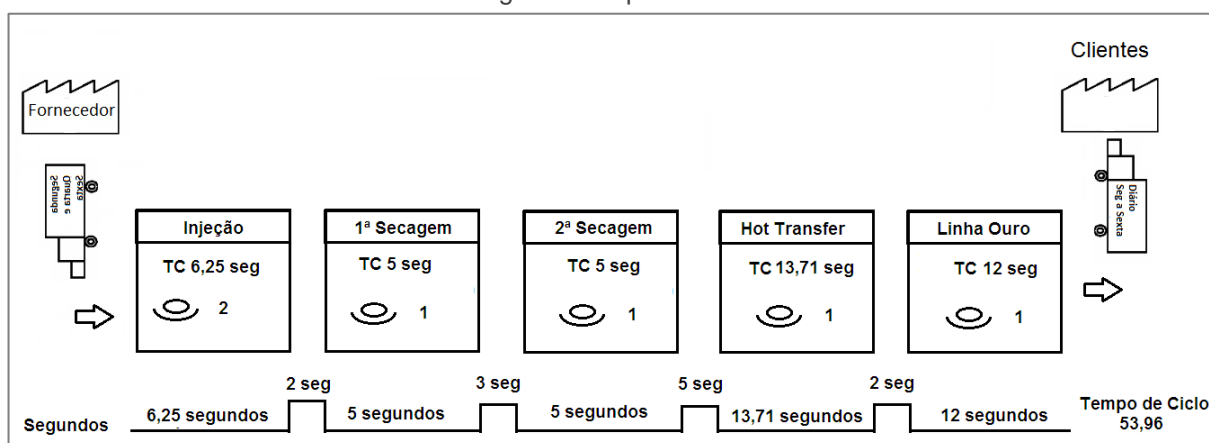 Clientes
Fornecedor
Segunda
Quarta e
Sexta
Diário
Seg a Sexta
Injeção
TC 6,25 seg
2
1ª Secagem
TC 5 seg
1
2ª Secagem
TC 5 seg
1
Hot Transfer
TC 13,71 seg
1
Linha Ouro
TC 12 seg
1
2 seg
3 seg
5 seg
2 seg
Segundos
6,25 segundos
5 segundos
5 segundos
13,71 segundos
12 segundos
Tempo de Ciclo
53,96